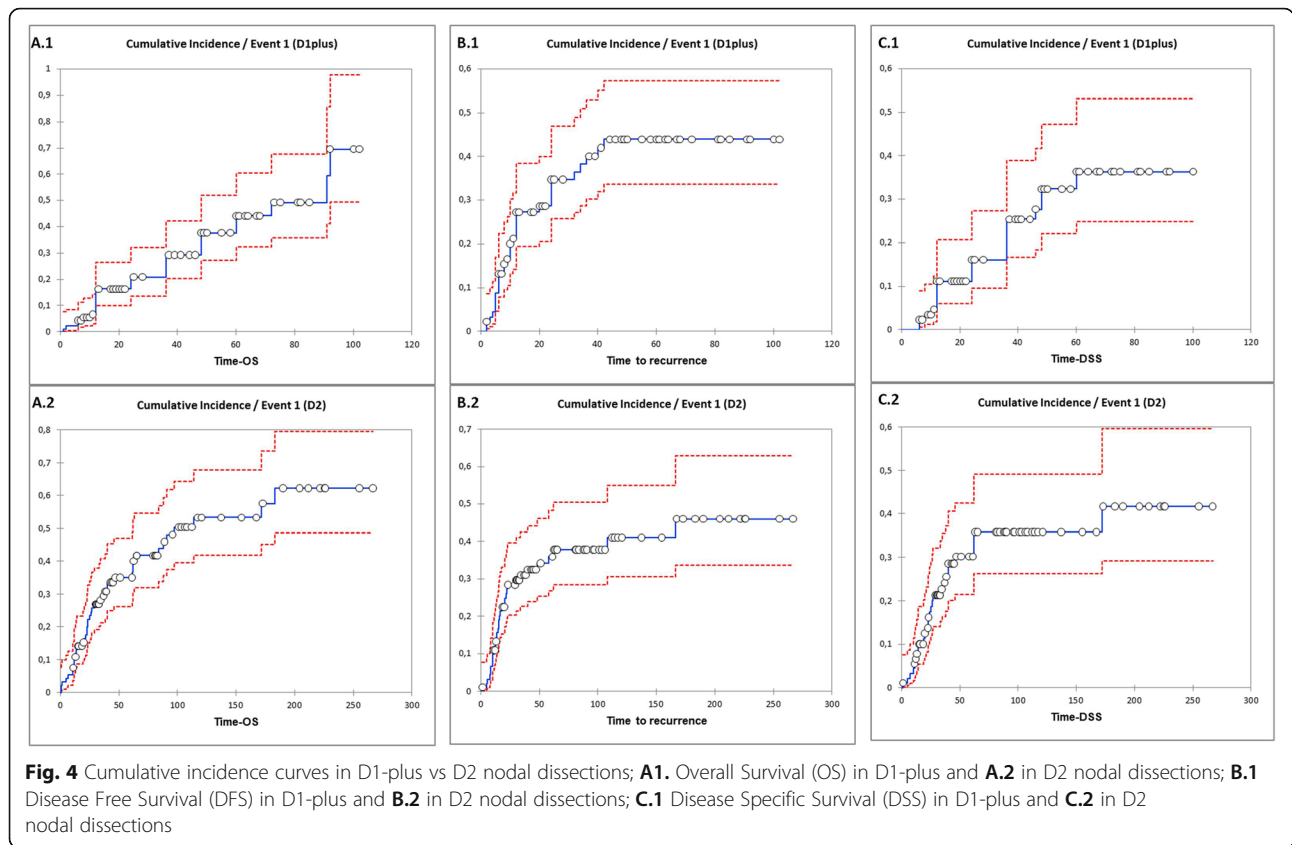 A.1
Cumulative Incidence / Event 1 (D1plus)
1
0,9
0,8
0,7
0,6
0,5
0,4
0,3
0,2
0,1
0
0 20 40 60 80 100 120
Time-OS
B.1
Cumulative Incidence / Event 1 (D1plus)
0,6
0,5
0,4
0,3
0,2
0,1
0
0 20 40 60 80 100 120
Time to recurrence
C.1
Cumulative Incidence / Event 1 (D1plus)
0,6
0,5
0,4
0,3
0,2
0,1
0
0 20 40 60 80 100 120
Time-DSS
A.2
Cumulative Incidence / Event 1 (D2)
0,8
0,7
0,6
0,5
0,4
0,3
0,2
0,1
0
0 50 100 150 200 250 300
Time-OS
B.2
Cumulative Incidence / Event 1 (D2)
0,7
0,6
0,5
0,4
0,3
0,2
0,1
0
0 50 100 150 200 250 300
Time to recurrence
C.2
Cumulative Incidence / Event 1 (D2)
0,6
0,5
0,4
0,3
0,2
0,1
0
0 50 100 150 200 250 300
Time-DSS
Fig. 4 Cumulative incidence curves in D1-plus vs D2 nodal dissections; A1. Overall Survival (OS) in D1-plus and A.2 in D2 nodal dissections; B.1
Disease Free Survival (DFS) in D1-plus and B.2 in D2 nodal dissections; C.1 Disease Specific Survival (DSS) in D1-plus and C.2 in D2
nodal dissections